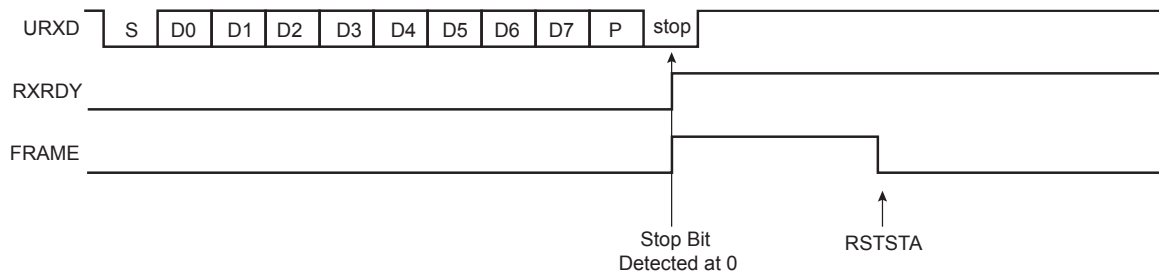 URXD S D0 D1 D2 D3 D4 D5 D6 D7 P stop
RXRDY
FRAME
Stop Bit
Detected at 0
RSTSTA